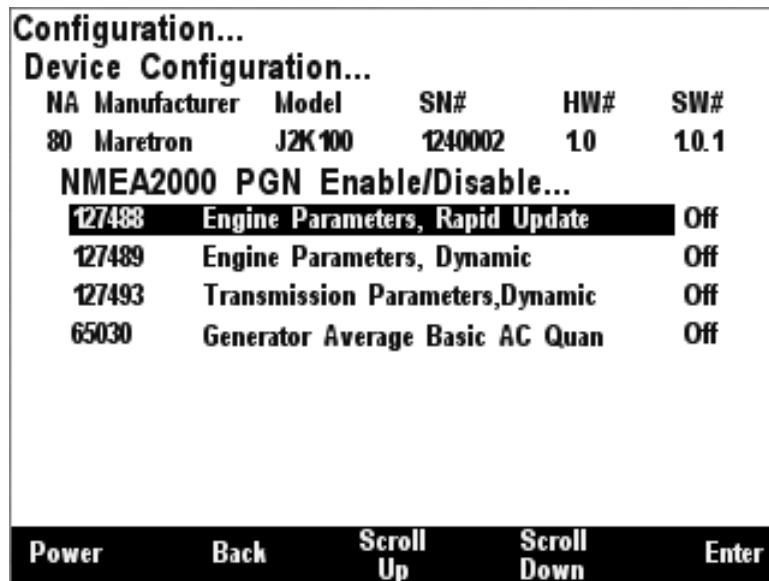 Configuration...
Device Configuration...
NA Manufacturer Model SN# HW# SW#
80 Maretron J2K100 1240002 1.0 1.0.1
NMEA2000 PGN Enable/Disable...
127488 Engine Parameters, Rapid Update Off
127489 Engine Parameters, Dynamic Off
127493 Transmission Parameters,Dynamic Off
65030 Generator Average Basic AC Quan Off
Power Back Scroll Up Scroll Down Enter